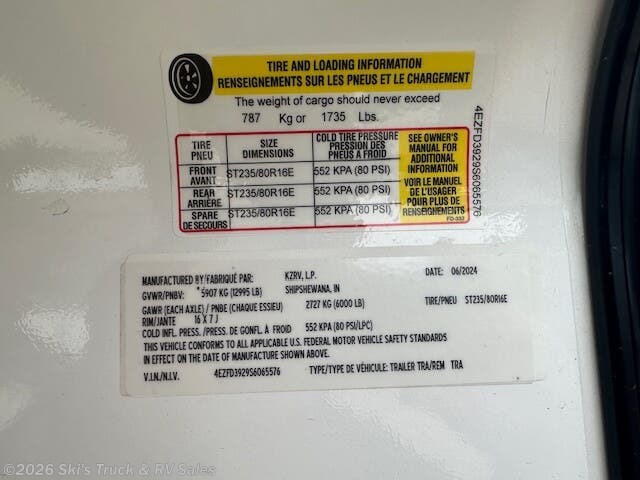 TIRE AND LOADING INFORMATION
RENSEIGNEMENTS SUR LES PNEUS ET LE CHARGEMENT
The weight of cargo should never exceed
787 Kg or 1735 Lbs.
TIRE PNEU SIZE DIMENSIONS COLD TIRE PRESSURE PRESSION DES PNEUS A FROID
FRONT AVANT ST235/80R16E 552 KPA (80 PSI)
REAR ARRIÈRE ST235/80R16E 552 KPA (80 PSI)
SPARE DE SECOURS ST235/80R16E 552 KPA (80 PSI)
SEE OWNER'S
MANUAL FOR
ADDITIONAL
INFORMATION
VOIR LE MANUEL
DE L'USAGER
POUR PLUS DE
RENSEIGNEMENTS
FD-332
4EZFD3929S6065576
MANUFACTURED BY/FABRIQUÉ PAR: KZRV, L.P. DATE: 06/2024
GVWR/PNBV: *5907 KG (12995 LB) SHIPSHEWANA, IN
GAWR (EACH AXLE) / PNBE (CHAQUE ESSIEU) 2727 KG (6000 LB) TIRE/PNEU ST235/80R16E
RIM/JANTE 16 X 7 J
COLD INFL. PRESS./PRESS. DE GONFL. À FROID 552 KPA (80 PSI/LPC)
THIS VEHICLE CONFORMS TO ALL APPLICABLE U.S. FEDERAL MOTOR VEHICLE SAFETY STANDARDS
IN EFFECT ON THE DATE OF MANUFACTURE SHOWN ABOVE.
V.I.N./N.I.V. 4EZFD3929S6065576 TYPE/TYPE DE VÉHICULE: TRAILER TRA/REM TRA
©2026 Ski's Truck & RV Sales